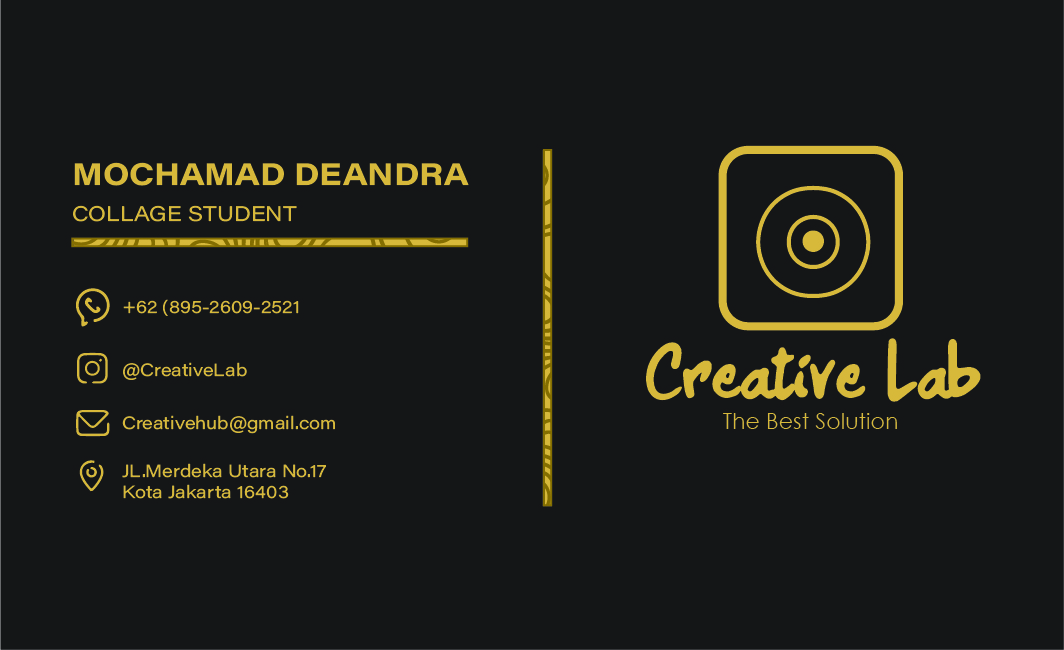 MOCHAMAD DEANDRA
COLLAGE STUDENT
+62 (895-2609-2521
@CreativeLab
Creativehub@gmail.com
JL.Merdeka Utara No.17
Kota Jakarta 16403
Creative Lab
The Best Solution